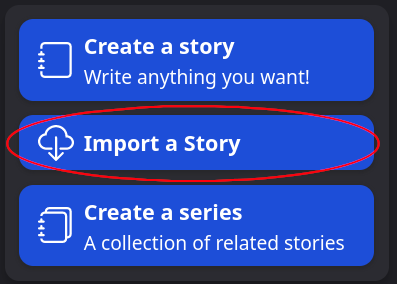 Create a story
Write anything you want!
Import a Story
Create a series
A collection of related stories